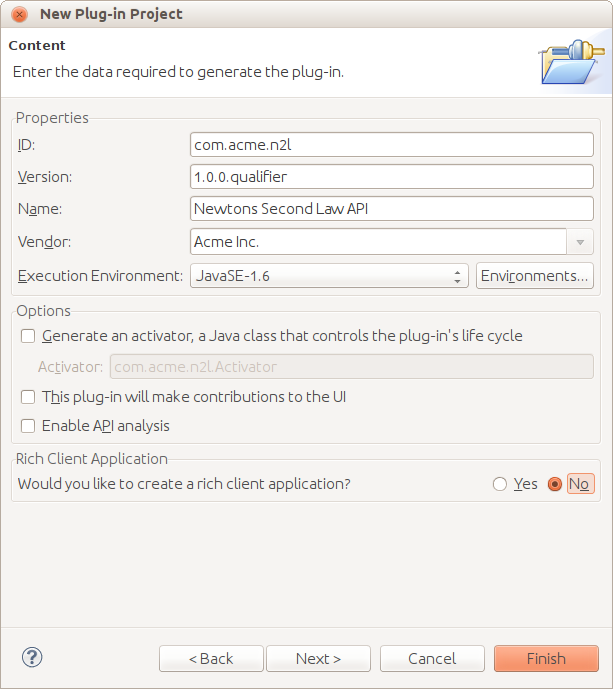 New Plug-in Project
Content
Enter the data required to generate the plug-in.
Properties
ID: com.acme.n2l
Version: 1.0.0.qualifier
Name: Newtons Second Law API
Vendor: Acme Inc.
Execution Environment: JavaSE-1.6 Environments...
Options
Generate an activator, a Java class that controls the plug-in's life cycle
Activator: com.acme.n2l.Activator
This plug-in will make contributions to the UI
Enable API analysis
Rich Client Application
Would you like to create a rich client application? Yes No
? < Back Next > Cancel Finish